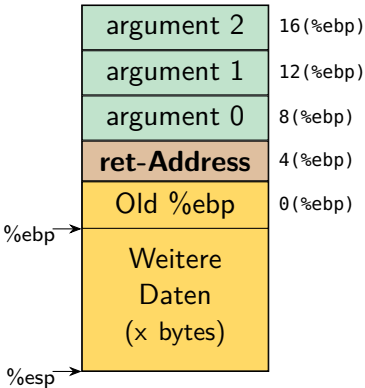 argument 2 16(%ebp)
argument 1 12(%ebp)
argument 0 8(%ebp)
ret-Address 4(%ebp)
Old %ebp 0(%ebp)
%ebp
Weitere
Daten
(x bytes)
%esp